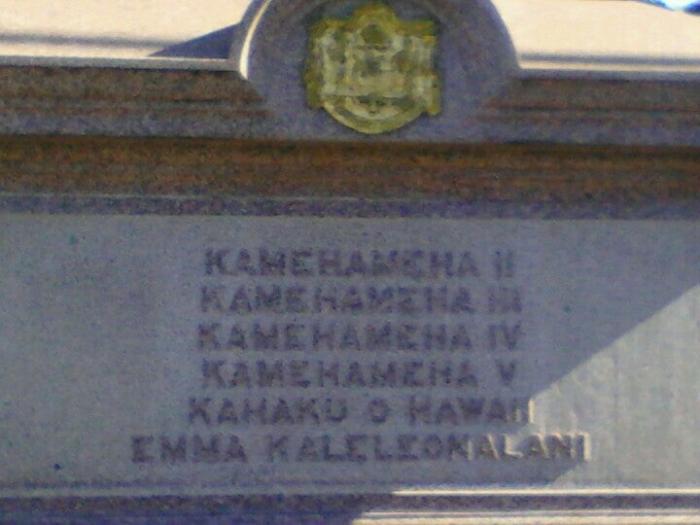 KAMEHAMEHA II
KAMEHAMEHA III
KAMEHAMEHA IV
KAMEHAMEHA V
KAHAKU O HAWAII
EMMA KALELEONALANI